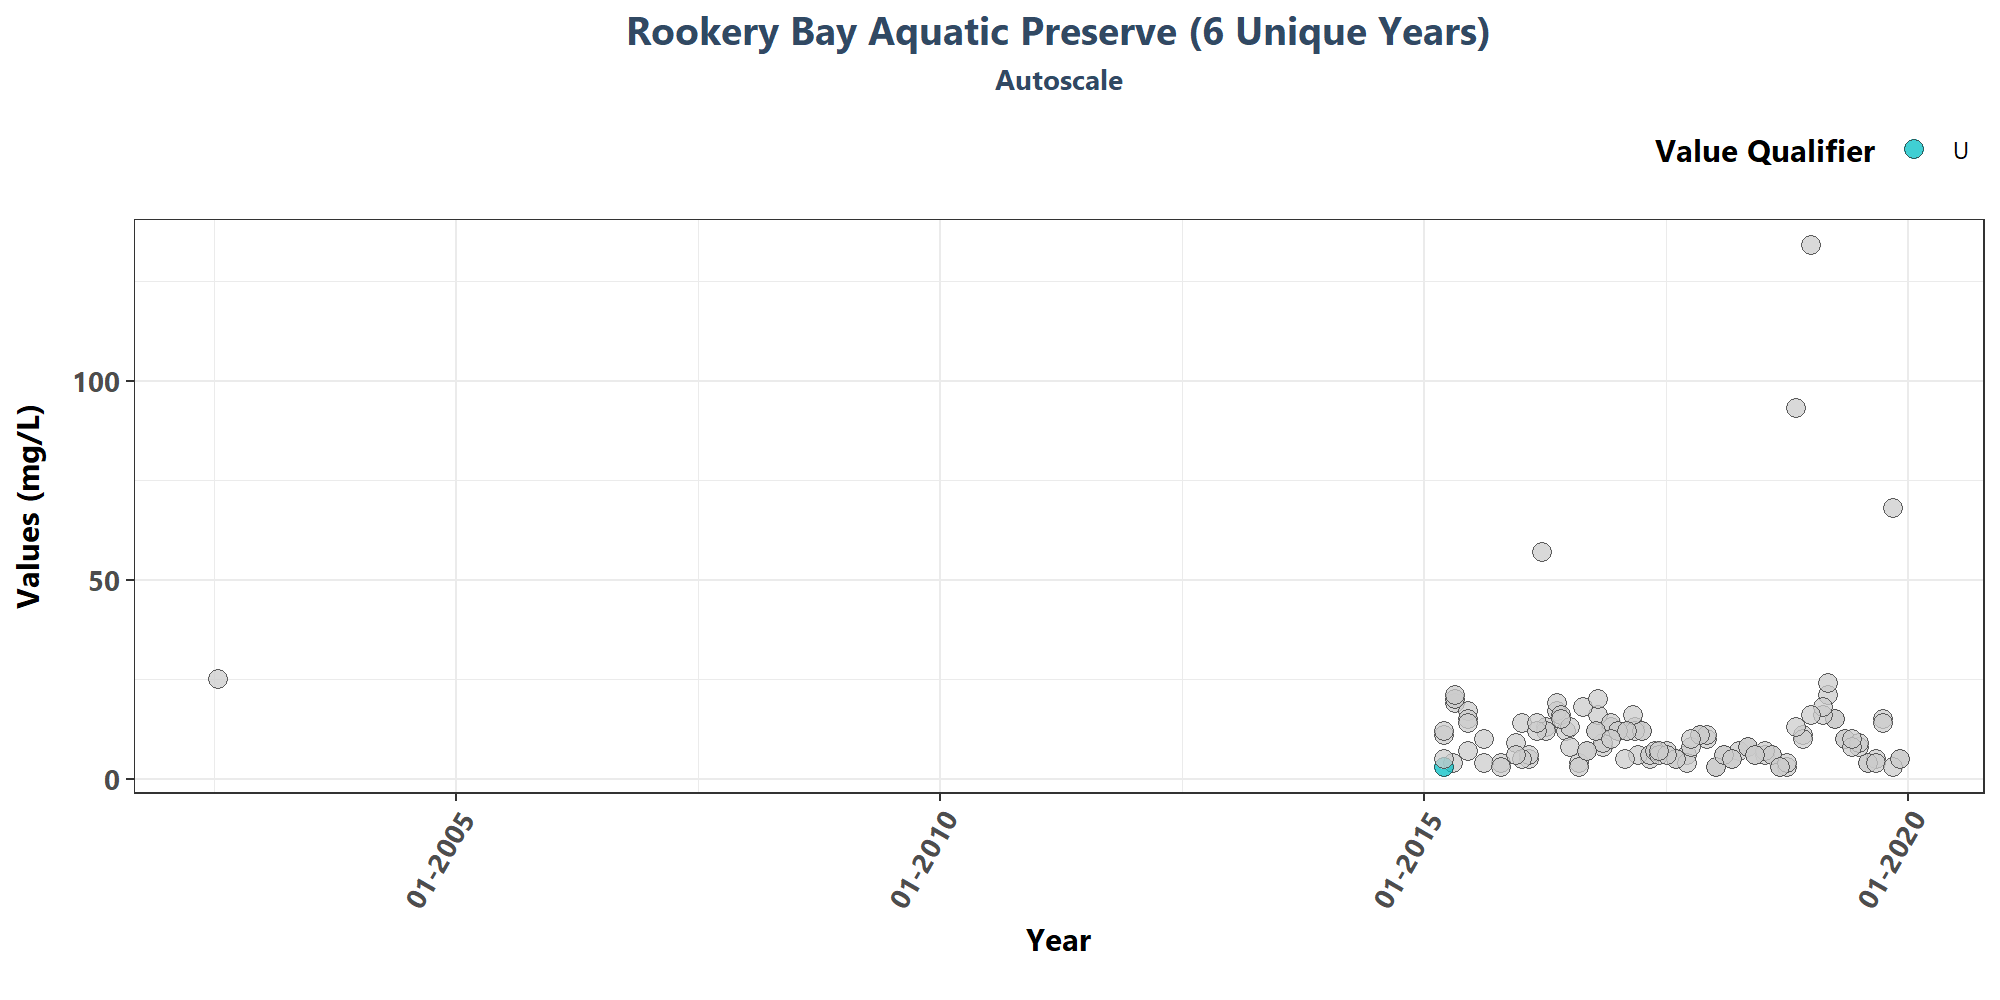 Rookery Bay Aquatic Preserve (6 Unique Years)
Autoscale
Value Qualifier U
Values (mg/L)
100
50
0
01-2005 01-2010 01-2015 01-2020
Year